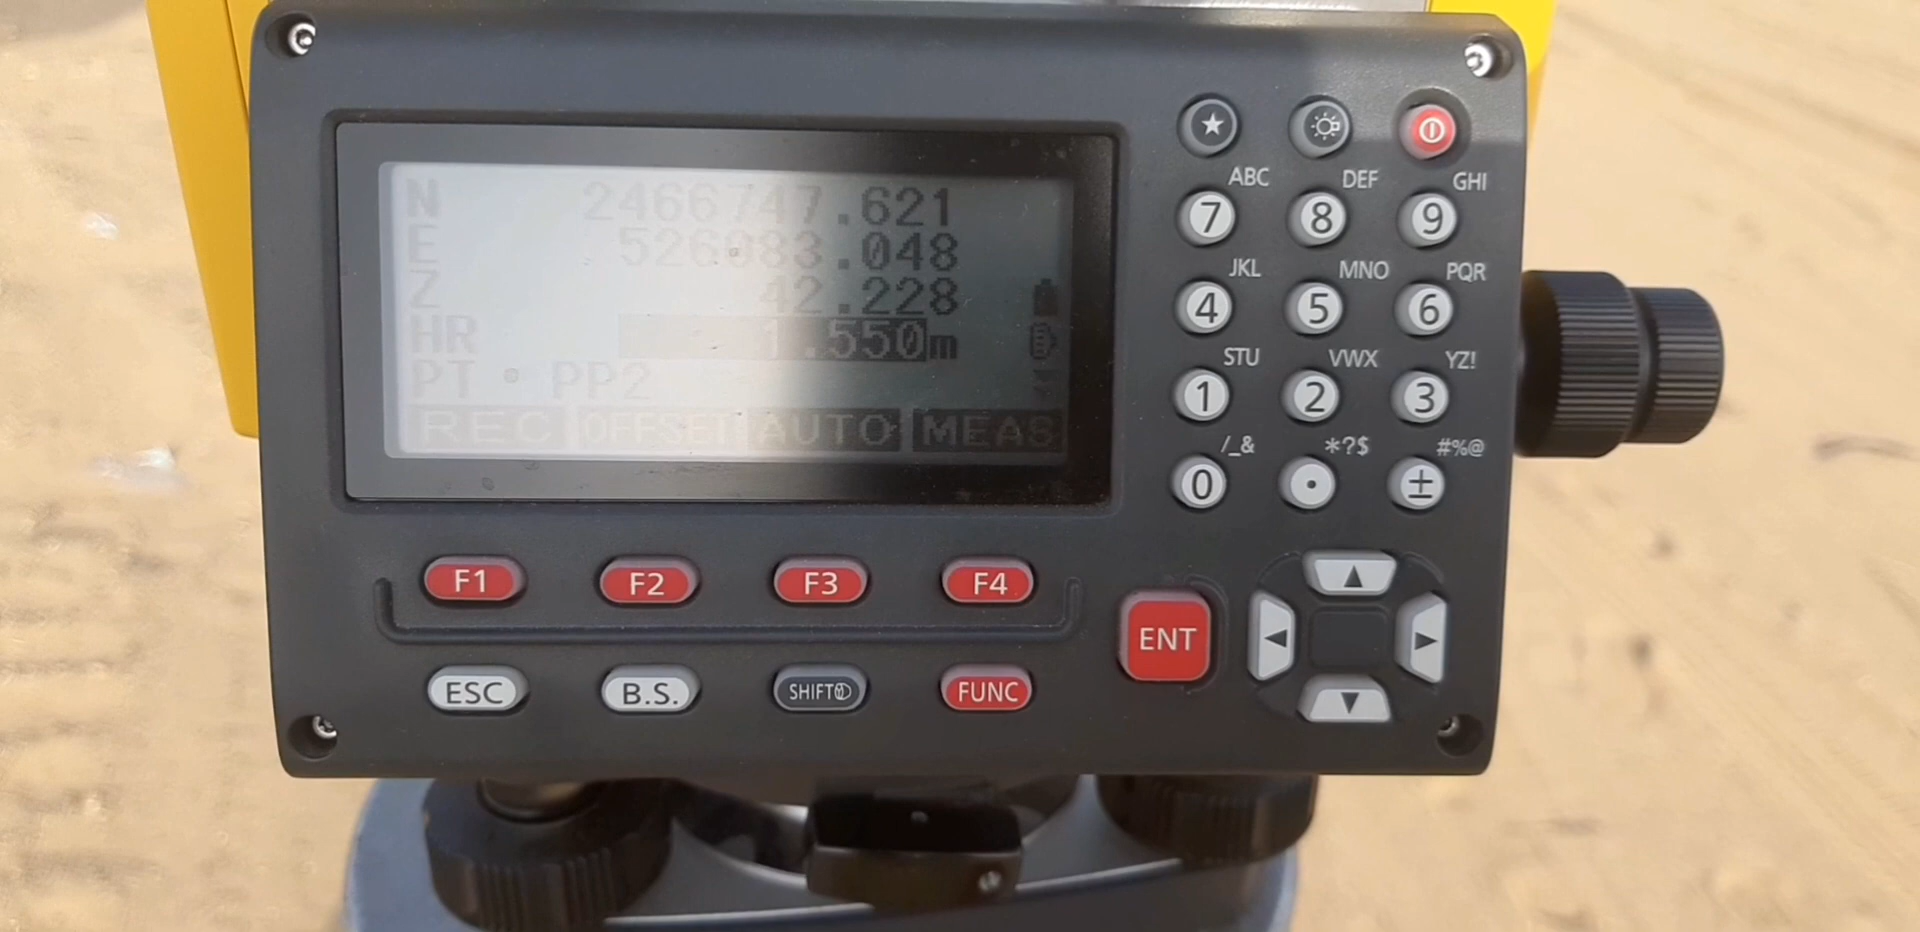 N 2466747.621
E 526083.048
Z 42.228
HR 1.550m
PT PP2
REC OFFSET AUTO MEAS
ABC DEF GHI
7 8 9
JKL MNO PQR
4 5 6
STU VWX YZ!
1 2 3
/_& *?$ #%@
0 • ±
F1 F2 F3 F4
ENT
ESC B.S. SHIFT FUNC